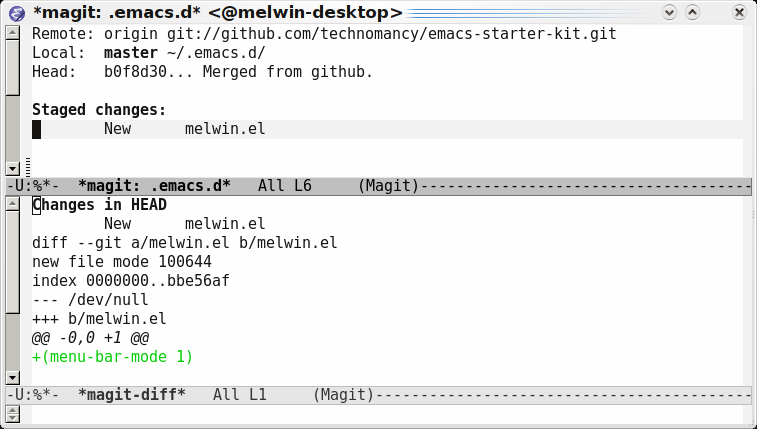 *magit: .emacs.d* <@melwin-desktop>
Remote: origin git://github.com/technomancy/emacs-starter-kit.git
Local:  master ~/.emacs.d/
Head:   b0f8d30... Merged from github.
Staged changes:
        New      melwin.el
-U:%*-  *magit: .emacs.d*   All L6     (Magit)-------------------------------------
Changes in HEAD
        New      melwin.el
diff --git a/melwin.el b/melwin.el
new file mode 100644
index 0000000..bbe56af
--- /dev/null
+++ b/melwin.el
@@ -0,0 +1 @@
+(menu-bar-mode 1)
-U:%*-  *magit-diff*   All L1     (Magit)------------------------------------------